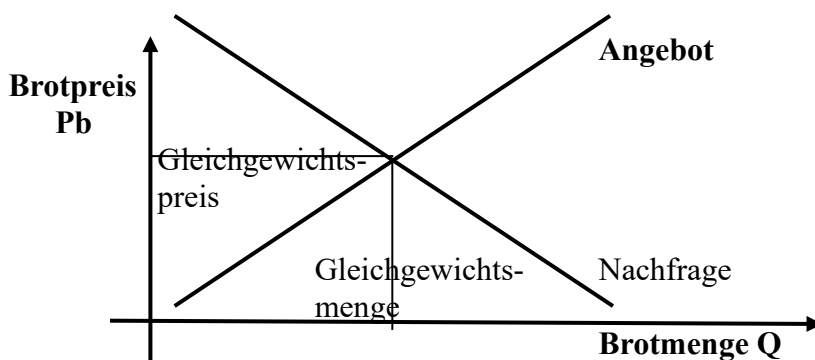 Angebot
Brotpreis
Pb
Gleichgewichts-
preis
Gleichgewichts-
menge
Nachfrage
Brotmenge Q